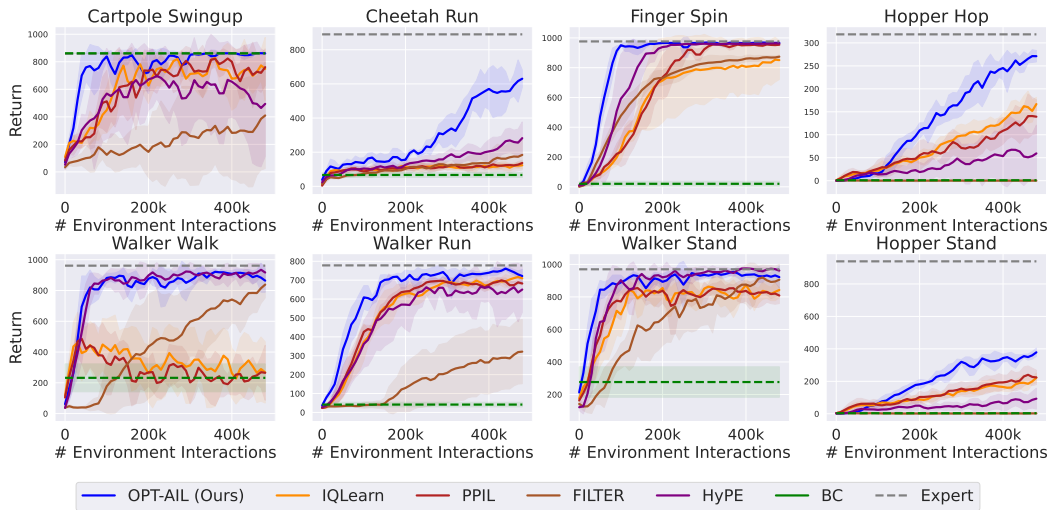 Cartpole Swingup
Cheetah Run
Finger Spin
Hopper Hop
Return
1000
800
600
400
200
0
800
600
400
200
0
1000
800
600
400
200
0
300
250
200
150
100
50
0
0 200k 400k
0 200k 400k
0 200k 400k
0 200k 400k
# Environment Interactions
# Environment Interactions
# Environment Interactions
# Environment Interactions
Walker Walk
Walker Run
Walker Stand
Hopper Stand
Return
1000
800
600
400
200
0
800
700
600
500
400
300
200
100
0
1000
800
600
400
200
800
600
400
200
0
0 200k 400k
0 200k 400k
0 200k 400k
0 200k 400k
# Environment Interactions
# Environment Interactions
# Environment Interactions
# Environment Interactions
OPT-AIL (Ours) IQLearn PPIL FILTER HyPE BC Expert